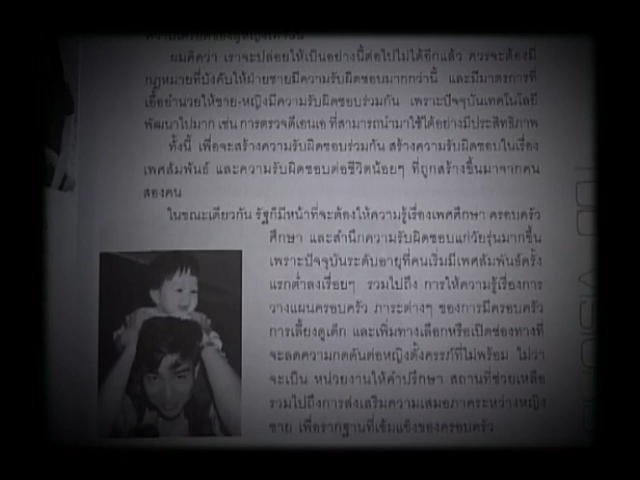 ผมคิดว่า เราจะปล่อยให้เป็นอย่างนี้ต่อไปไม่ได้อีกแล้ว ควรจะต้องมี
กฎหมายที่บังคับให้ฝ่ายชายมีความรับผิดชอบมากกว่านี้ และมีมาตรการที่
เอื้ออำนวยให้ชาย-หญิงมีความรับผิดชอบร่วมกัน เพราะปัจจุบันเทคโนโลยี
พัฒนาไปมาก เช่น การตรวจดีเอนเอ ที่สามารถนำมาใช้ได้อย่างมีประสิทธิภาพ
ทั้งนี้ เพื่อจะสร้างความรับผิดชอบร่วมกัน สร้างความรับผิดชอบในเรื่อง
เพศสัมพันธ์ และความรับผิดชอบต่อชีวิตน้อยๆ ที่ถูกสร้างขึ้นมาจากคน
สองคน
ในขณะเดียวกัน รัฐก็มีหน้าที่จะต้องให้ความรู้เรื่องเพศศึกษา ครอบครัว
ศึกษา และสำนึกความรับผิดชอบแก่วัยรุ่นมากขึ้น
เพราะปัจจุบันระดับอายุที่คนเริ่มมีเพศสัมพันธ์ครั้ง
แรกต่ำลงเรื่อยๆ รวมไปถึง การให้ความรู้เรื่องการ
วางแผนครอบครัว ภาระต่างๆ ของการมีครอบครัว
การเลี้ยงดูเด็ก และเพิ่มทางเลือกหรือเปิดช่องทางที่
จะลดความกดดันต่อหญิงตั้งครรภ์ที่ไม่พร้อม ไม่ว่า
จะเป็น หน่วยงานให้คำปรึกษา สถานที่ช่วยเหลือ
รวมไปถึงการส่งเสริมความเสมอภาคระหว่างหญิง
ชาย เพื่อรากฐานที่เข้มแข็งของครอบครัว